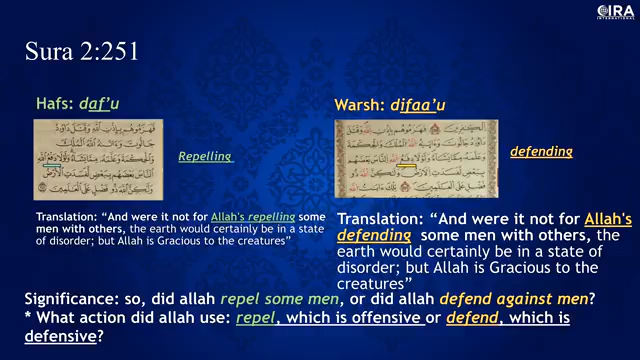 CIRA
INTERNATIONAL
Sura 2:251
Hafs: daf’u
Repelling
Translation: “And were it not for Allah's repelling some
men with others, the earth would certainly be in a state
of disorder; but Allah is Gracious to the creatures”
Warsh: difaa’u
defending
Translation: “And were it not for Allah's
defending some men with others, the
earth would certainly be in a state of
disorder; but Allah is Gracious to the
creatures”
Significance: so, did allah repel some men, or did allah defend against men?
* What action did allah use: repel, which is offensive or defend, which is
defensive?